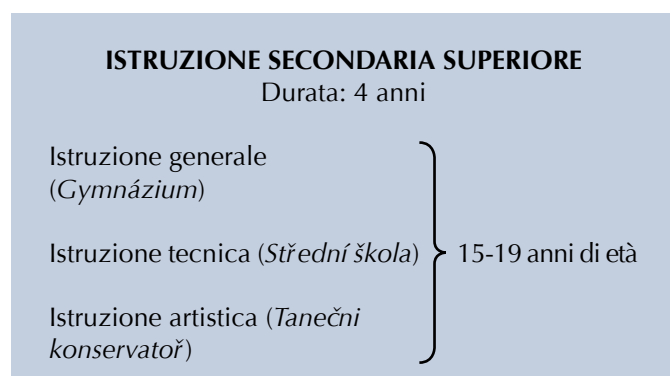 ISTRUZIONE SECONDARIA SUPERIORE
Durata: 4 anni
Istruzione generale
(Gymnázium)
Istruzione tecnica (Střední škola)
15-19 anni di età
Istruzione artistica (Tanečni
konservatoř)